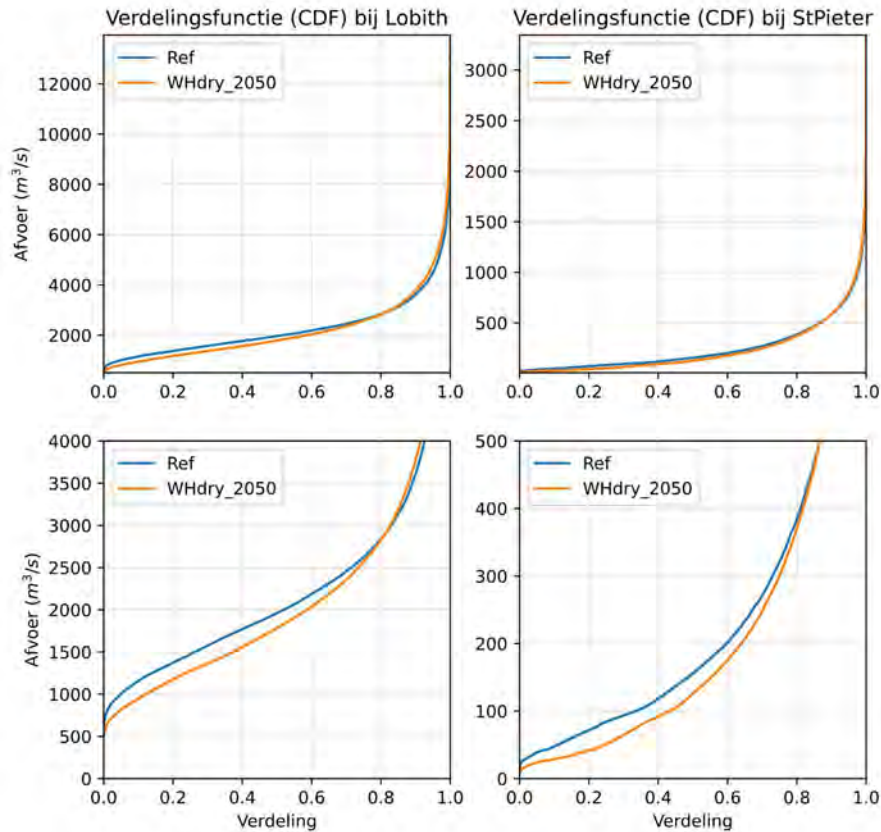 Verdelingsfunctie (CDF) bij Lobith
Ref
WHdry_2050
12000
10000
8000
6000
4000
2000
Afvoer (m³/s)
0.0 0.2 0.4 0.6 0.8 1.0
Verdelingsfunctie (CDF) bij StPieter
Ref
WHdry_2050
3000
2500
2000
1500
1000
500
0.0 0.2 0.4 0.6 0.8 1.0
Ref
WHdry_2050
4000
3500
3000
2500
2000
1500
1000
500
0
Afvoer (m³/s)
0.0 0.2 0.4 0.6 0.8 1.0
Verdeling
Ref
WHdry_2050
500
400
300
200
100
0
0.0 0.2 0.4 0.6 0.8 1.0
Verdeling